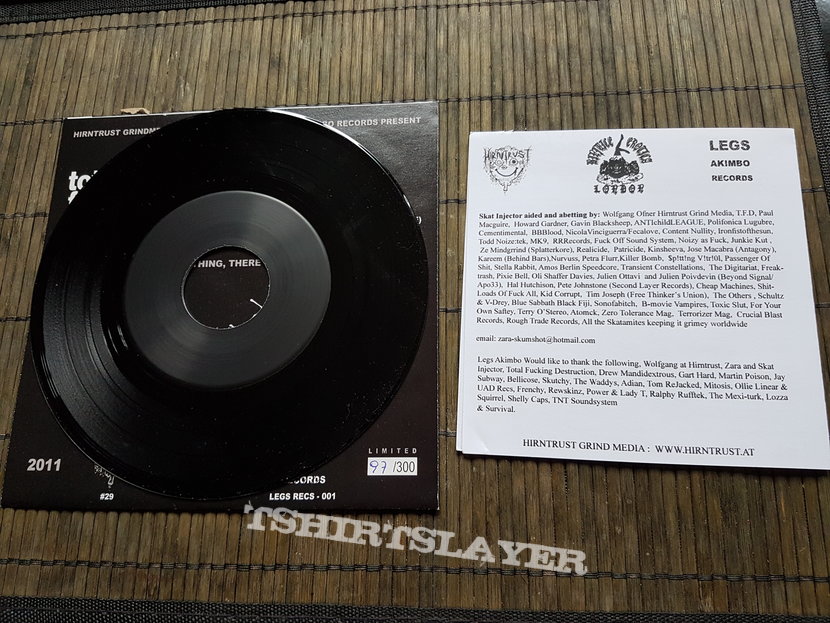 HIRNTRUST
LONDON
LEGS
AKIMBO
RECORDS
HIRNTRUST
RECORDS PRESENT
THING, THERE
2011
LIMITED
97 /300
#29
LEGS RECS - 001
Skat Injector aided and abetting by: Wolfgang Ofner Hirntrust Grind Media, T.F.D, Paul
Macguire, Howard Gardner, Gavin Blacksheep, ANTIchildLEAGUE, Polifonica Lugubre,
Cementimental, BBBlood, NicolaVinciguerra/Fecalove, Content Nullity, Ironfistofthesun,
Todd Noize:tek, MK9, RRRecords, Fuck Off Sound System, Noizy as Fuck, Junkie Kut ,
Ze Mindgrrind (Splatterkore), Realicide, Patricide, Kinsheeva, Jose Macabra (Antagony),
Kareem (Behind Bars),Nurvuss, Petra Flurr,Killer Bomb, $p!tt!ng V!tr!0l, Passenger Of
Shit, Stella Rabbit, Amos Berlin Speedcore, Transient Constellations, The Digitariat, Freak-
trash, Pixie Bell, Oli Shaffer Davies, Julien Ottavi and Julien Poivdevin (Beyond Signal/
Apo33), Hal Hutchison, Pete Johnstone (Second Layer Records), Cheap Machines, Shit-
Loads Of Fuck All, Kid Corrupt, Tim Joseph (Free Thinker's Union), The Others , Schultz
& V-Drey, Blue Sabbath Black Fiji, Sonofabitch, B-movie Vampires, Toxic Slut, For Your
Own Saftey, Terry O'Stereo, Atomck, Zero Tolerance Mag, Terrorizer Mag, Crucial Blast
Records, Rough Trade Records, All the Skatamites keeping it grimey worldwide
email: zara-skumshot@hotmail.com
Legs Akimbo Would like to thank the following, Wolfgang at Hirntrust, Zara and Skat
Injector, Total Fucking Destruction, Drew Mandidextrous, Gart Hard, Martin Poison, Jay
Subway, Bellicose, Skutchy, The Waddys, Adian, Tom ReJacked, Mitosis, Ollie Linear &
UAD Recs, Frenchy, Rewskinz, Power & Lady T, Ralphy Rufftek, The Mexi-turk, Lozza
& Squirrel, Shelly Caps, TNT Soundsystem
& Survival.
HIRNTRUST GRIND MEDIA : WWW.HIRNTRUST.AT
TSHIRTSLAYER